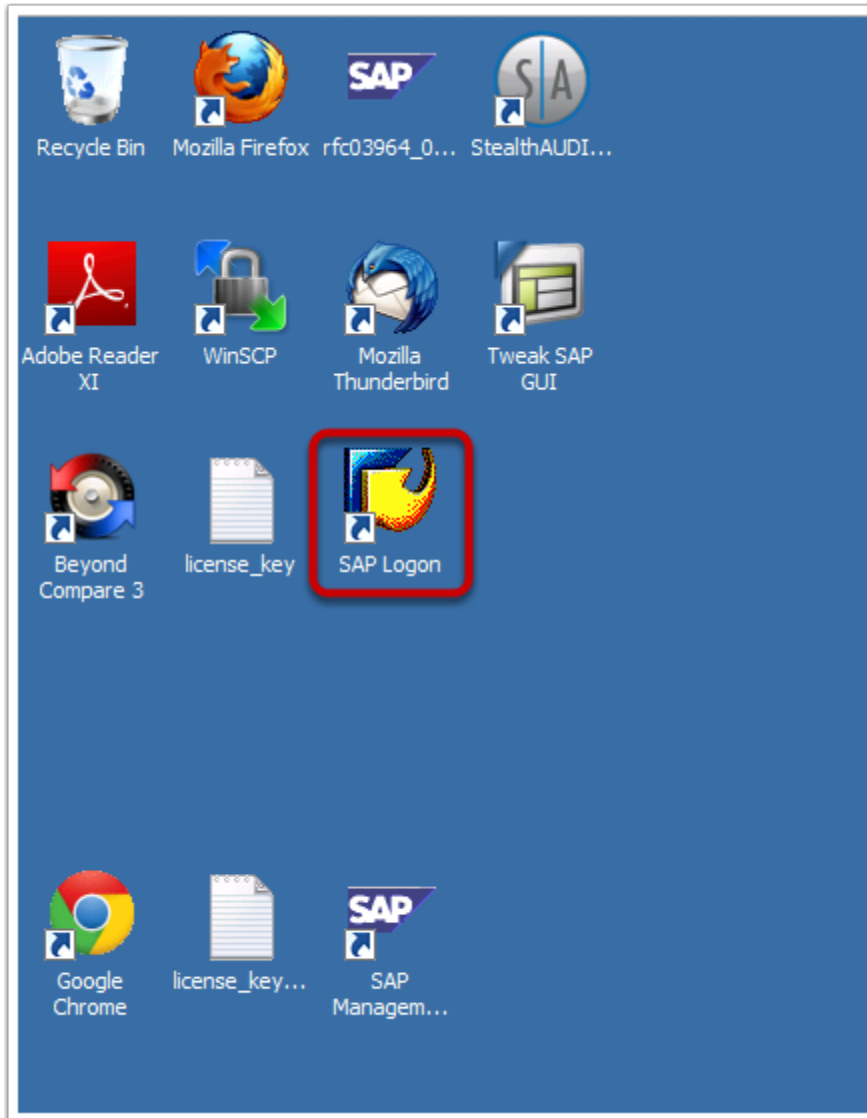 SAP
S A
Recycle Bin
Mozilla Firefox
rfc03964_0...
StealthAUDI...
Adobe Reader
XI
WinSCP
Mozilla
Thunderbird
Tweak SAP
GUI
Beyond
Compare 3
license_key
SAP Logon
SAP
Google
Chrome
license_key...
SAP
Managem...